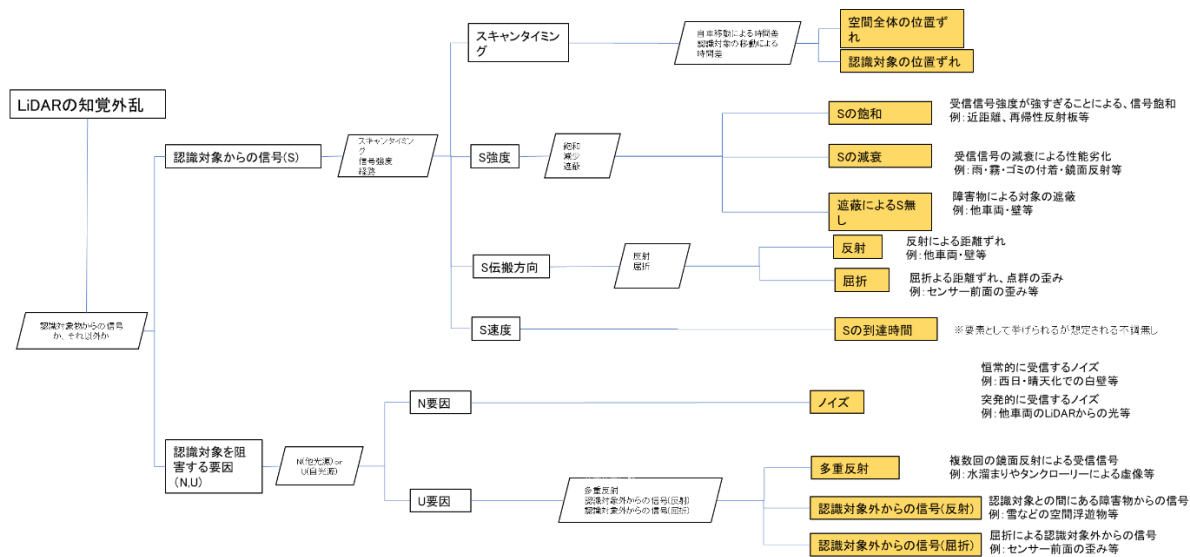 LiDARの知覚外乱
認識対象物からの信号
か、それ以外か
認識対象からの信号(S)
スキャンタイミン
グ
信号強度
経路
スキャンタイミン
グ
自車移動による時間差
認識対象の移動による
時間差
空間全体の位置ず
れ
認識対象の位置ずれ
S強度
飽和
減少
遮蔽
Sの飽和
受信信号強度が強すぎることによる、信号飽和
例：近距離、再帰性反射板等
Sの減衰
受信信号の減衰による性能劣化
例：雨・霧・ゴミの付着・鏡面反射等
遮蔽によるS無
し
障害物による対象の遮蔽
例：他車両・壁等
S伝搬方向
反射
屈折
反射
反射による距離ずれ
例：他車両・壁等
屈折
屈折よる距離ずれ、点群の歪み
例：センサー前面の歪み等
S速度
Sの到達時間
※要素として挙げられるが想定される不調無し
認識対象を阻
害する要因
(N,U)
N(他光源) or
U(自光源)
N要因
ノイズ
恒常的に受信するノイズ
例：西日・晴天化での白壁等
突発的に受信するノイズ
例：他車両のLiDARからの光等
U要因
多重反射
認識対象外からの信号(反射)
認識対象外からの信号(屈折)
多重反射
複数回の鏡面反射による受信信号
例：水溜まりやタンクローリーによる虚像等
認識対象外からの信号(反射)
認識対象との間にある障害物からの信号
例：雪などの空間浮遊物等
認識対象外からの信号(屈折)
屈折による認識対象外からの信号
例：センサー前面の歪み等